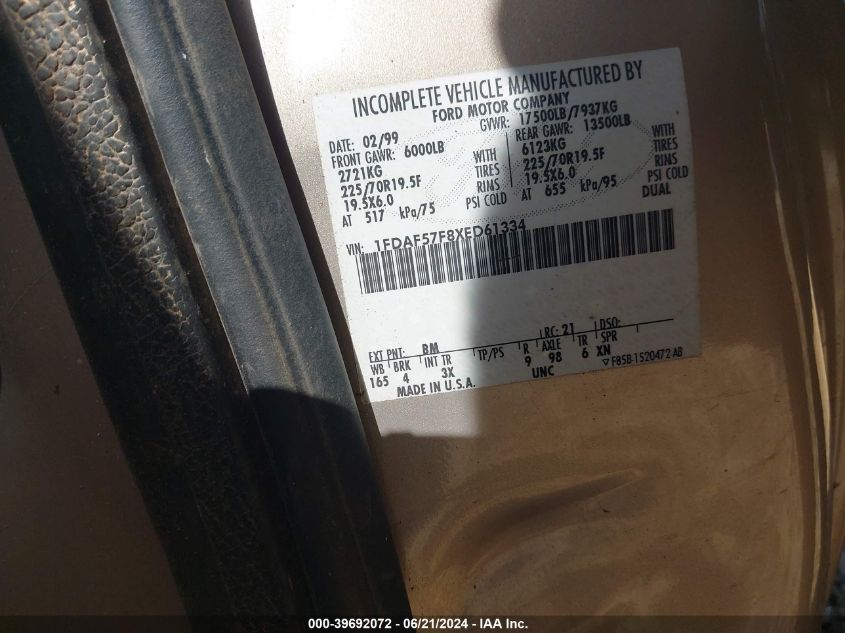 INCOMPLETE VEHICLE MANUFACTURED BY
FORD MOTOR COMPANY
DATE: 02/99 GVWR: 17500LB/7937KG
FRONT GAWR: 6000LB REAR GAWR: 13500LB
2721KG WITH 6123KG WITH
225/70R19.5F TIRES 225/70R19.5F TIRES
19.5X6.0 RINS 19.5X6.0 RINS
AT 517 kPa/75 PSI COLD AT 655 kPa/95 PSI COLD
DUAL
VIN: 1FDAF57F8XED61334
EXT PNT: BM RC: 21 DSO:
WB BRK INT TR TP/PS R AXLE TR SPR
165 4 3X 9 98 6 XN
MADE IN U.S.A. UNC F85B-1520472-AB
000-39692072 - 06/21/2024 - IAA Inc.